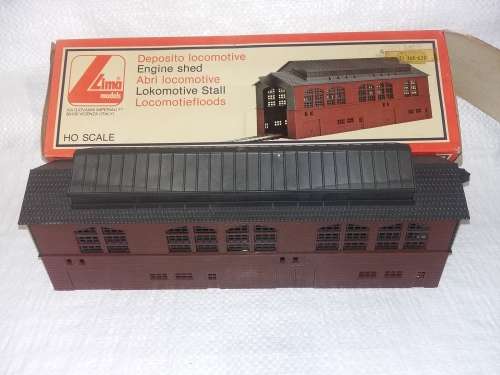 Lima
models
Deposito locomotive
Engine shed
Abri locomotive
Lokomotive Stall
Locomotiefloods
HO SCALE